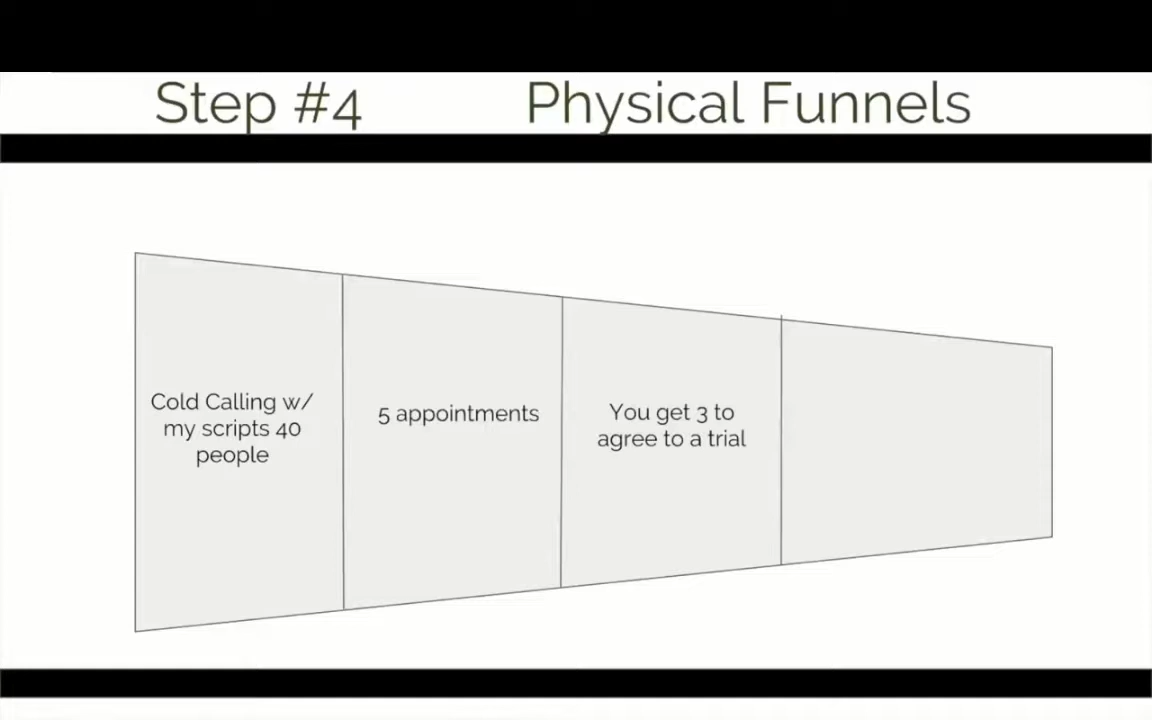 Step #4 Physical Funnels
Cold Calling w/
my scripts 40
people
5 appointments
You get 3 to
agree to a trial